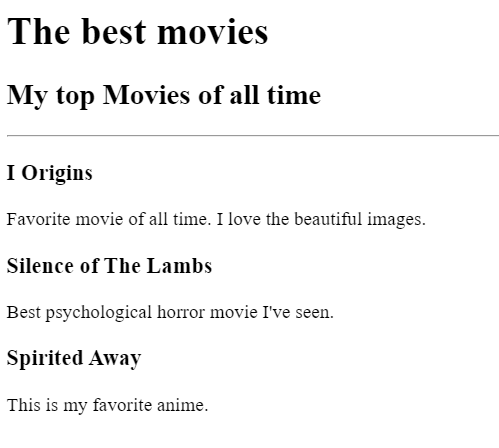 The best movies
My top Movies of all time
I Origins
Favorite movie of all time. I love the beautiful images.
Silence of The Lambs
Best psychological horror movie I've seen.
Spirited Away
This is my favorite anime.